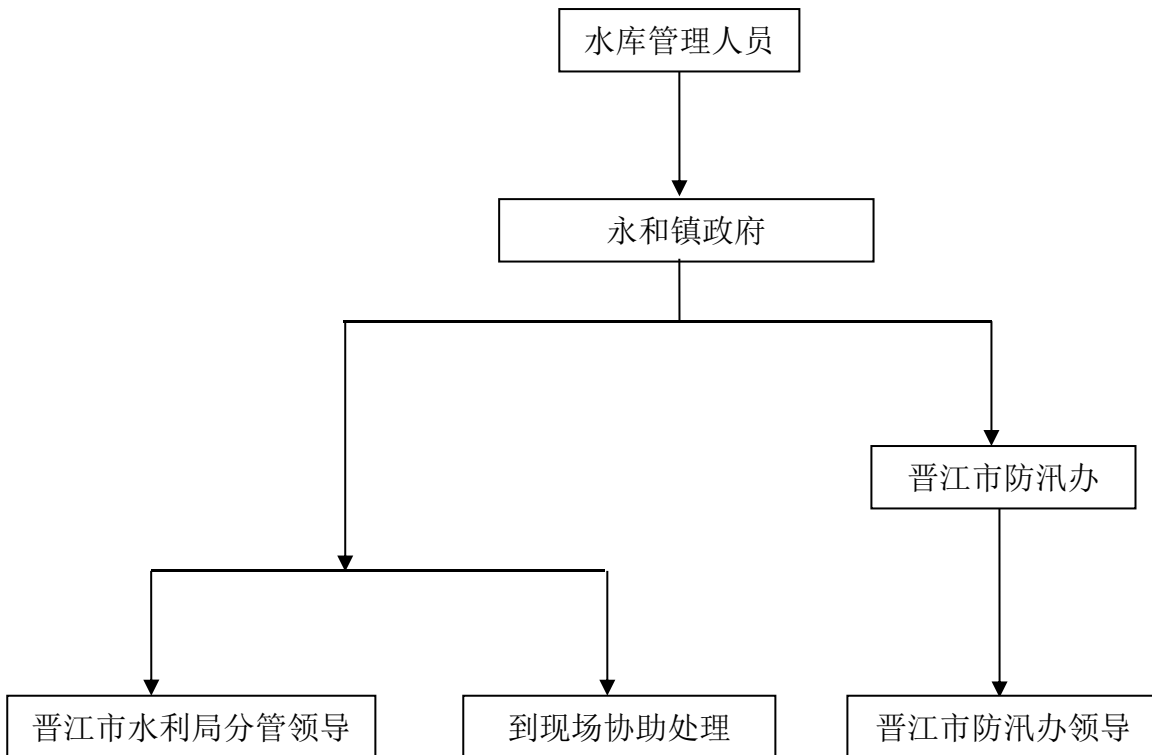 水库管理人员
永和镇政府
晋江市防汛办
晋江市水利局分管领导
到现场协助处理
晋江市防汛办领导